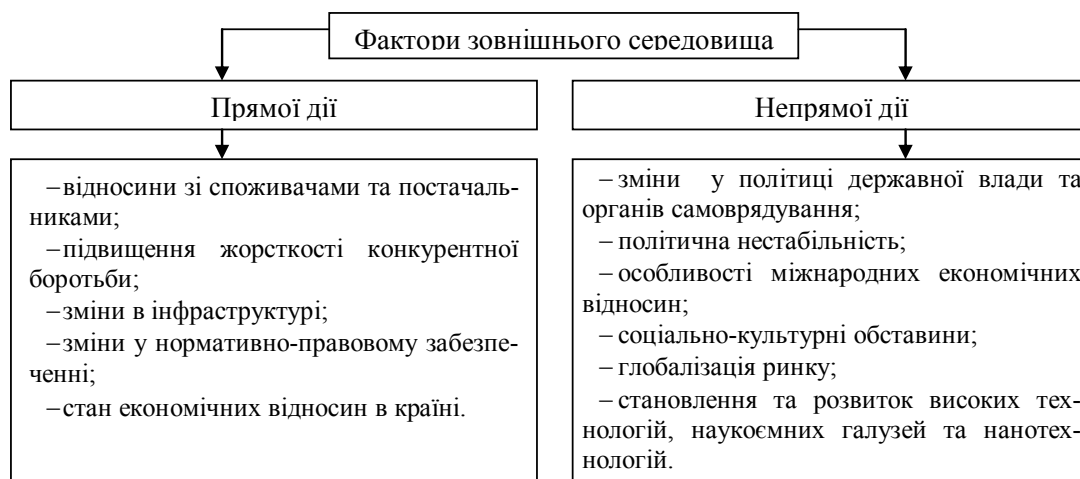 Фактори зовнішнього середовища
Прямої дії
Непрямої дії
–відносини зі споживачами та постачаль-
никами;
–підвищення жорсткості конкурентної
боротьби;
–зміни в інфраструктурі;
–зміни у нормативно-правовому забезпе-
ченні;
–стан економічних відносин в країні.
–зміни у політиці державної влади та
органів самоврядування;
–політична нестабільність;
–особливості міжнародних економічних
відносин;
–соціально-культурні обставини;
–глобалізація ринку;
–становлення та розвиток високих тех-
нологій, наукоємних галузей та нанотех-
нологій.